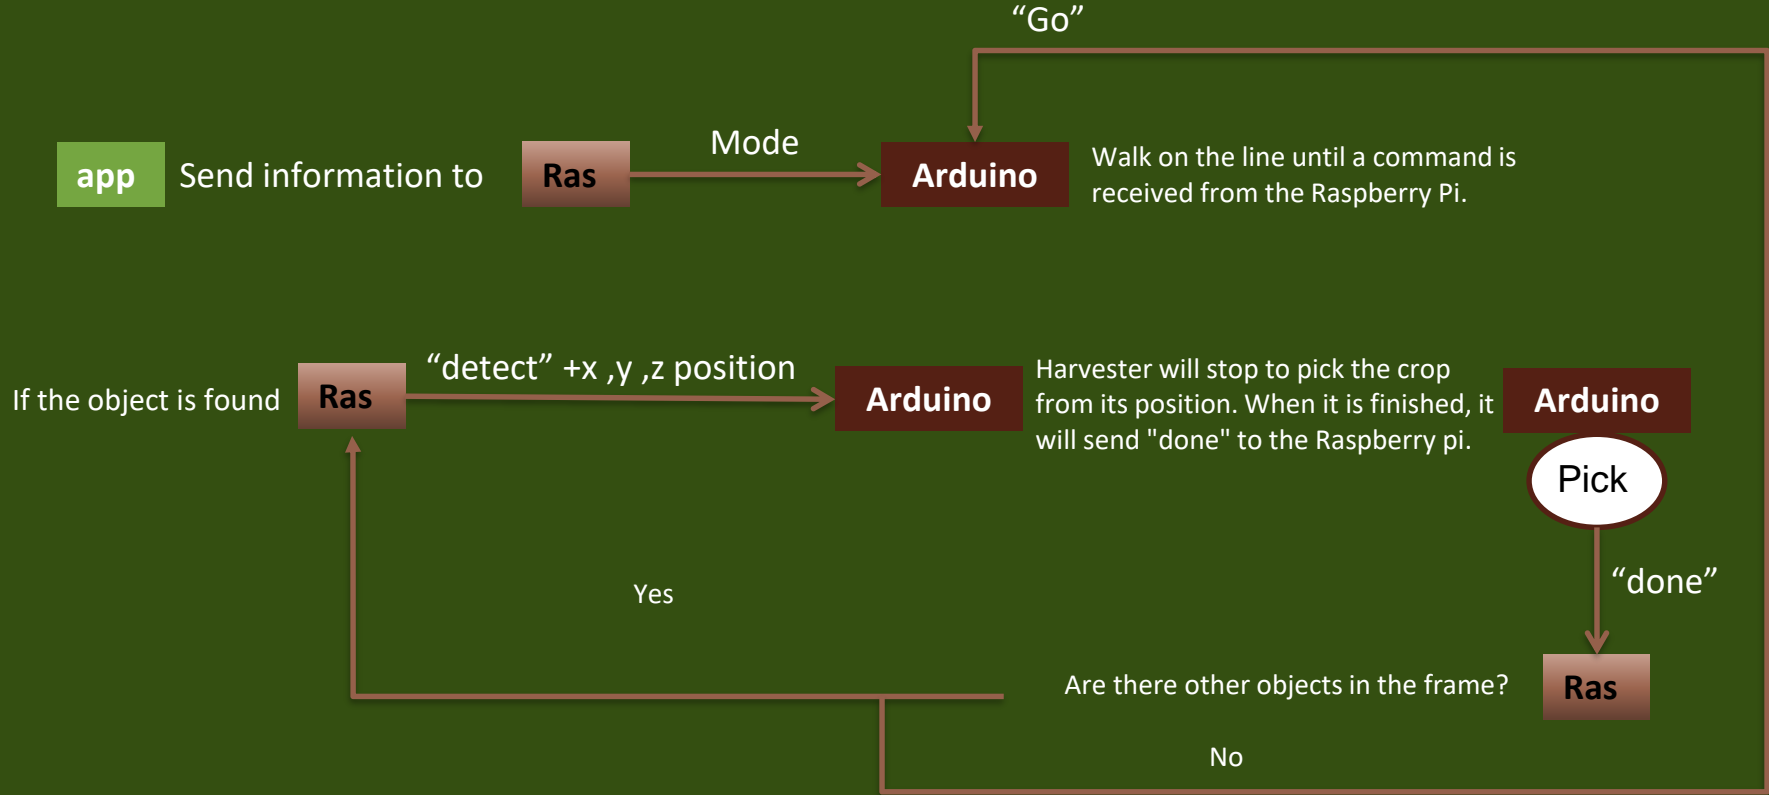 “Go”
Mode
app
Send information to
Ras
Arduino
Walk on the line until a command is
received from the Raspberry Pi.
If the object is found
Ras
“detect” +x ,y ,z position
Arduino
Harvester will stop to pick the crop
from its position. When it is finished, it
will send "done" to the Raspberry pi.
Arduino
Pick
“done”
Yes
Are there other objects in the frame?
Ras
No